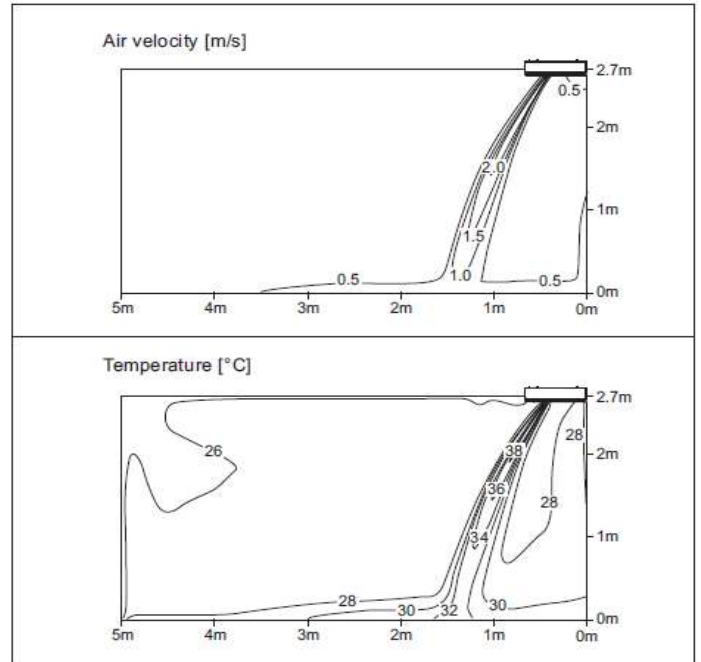 Air velocity [m/s]
2.7m
0.5
2m
2.0
1m
1.5
0.5
1.0
0.5
0m
5m 4m 3m 2m 1m 0m
Temperature [°C]
2.7m
28
26
38
2m
36
28
34
1m
28
30
32
30
0m
5m 4m 3m 2m 1m 0m